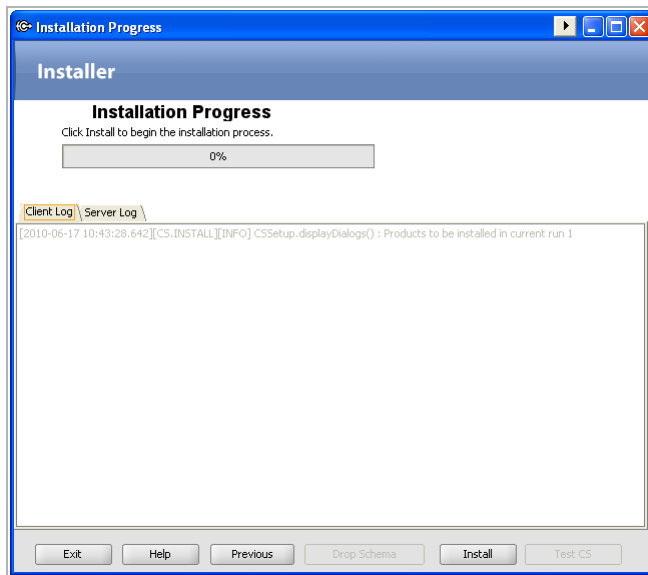 Installation Progress
Installer
Installation Progress
Click Install to begin the installation process.
0%
Client Log Server Log
[2010-06-17 10:43:28.642][CS.INSTALL][INFO] CSSetup.displayDialogs() : Products to be installed in current run 1
Exit Help Previous Drop Schema Install Test CS